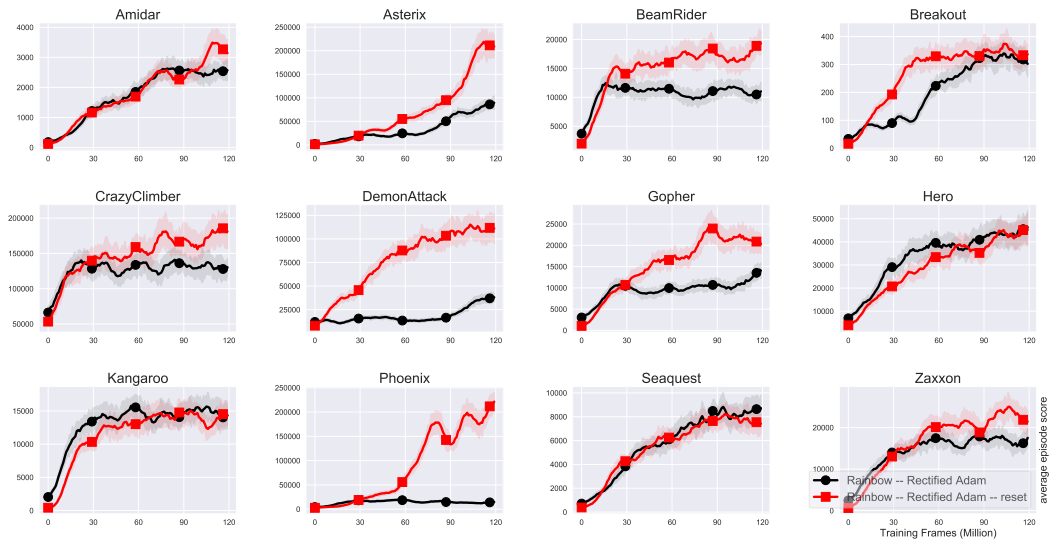 Amidar
Asterix
BeamRider
Breakout
4000
3000
2000
1000
0
0 30 60 90 120
250000
200000
150000
100000
50000
0
0 30 60 90 120
20000
15000
10000
5000
0 30 60 90 120
400
300
200
100
0
0 30 60 90 120
CrazyClimber
DemonAttack
Gopher
Hero
200000
150000
100000
50000
0 30 60 90 120
125000
100000
75000
50000
25000
0
0 30 60 90 120
25000
20000
15000
10000
5000
0
0 30 60 90 120
50000
40000
30000
20000
10000
0 30 60 90 120
Kangaroo
Phoenix
Seaquest
Zaxxon
15000
10000
5000
0
0 30 60 90 120
250000
200000
150000
100000
50000
0
0 30 60 90 120
10000
8000
6000
4000
2000
0
0 30 60 90 120
20000
10000
0
0 30 60 90 120
Rainbow -- Rectified Adam
Rainbow -- Rectified Adam -- reset
Training Frames (Million)
average episode score